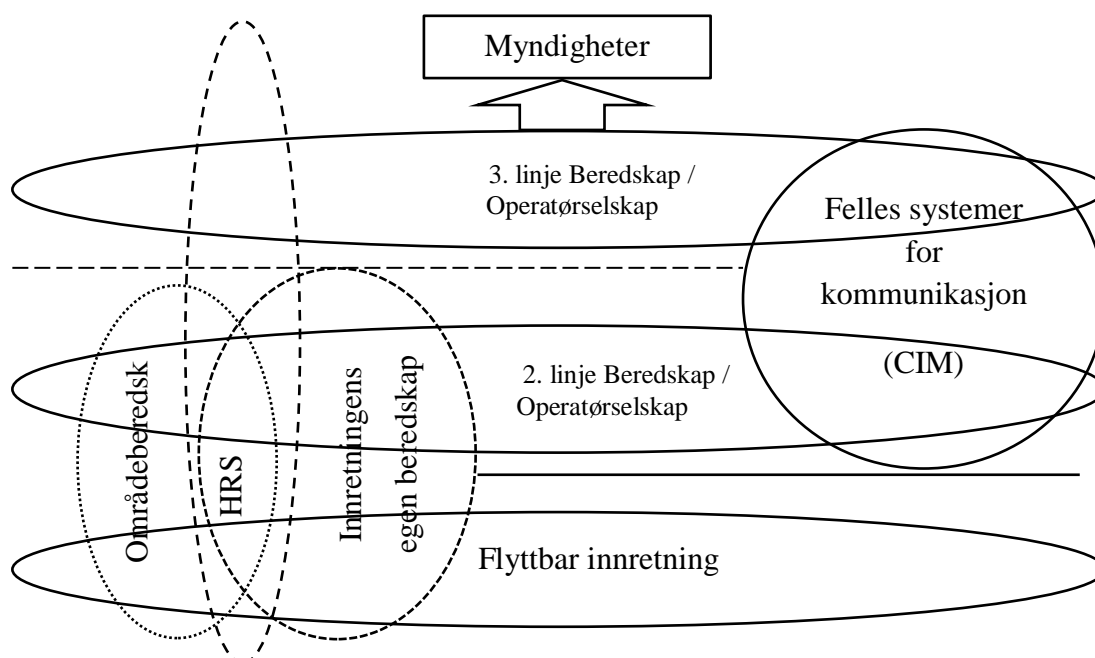 Myndigheter
3. linje Beredskap /
Operatørselskap
Felles systemer
for
kommunikasjon
(CIM)
2. linje Beredskap /
Operatørselskap
Områdeberedsk
HRS
Innretningens
egen beredskap
Flyttbar innretning